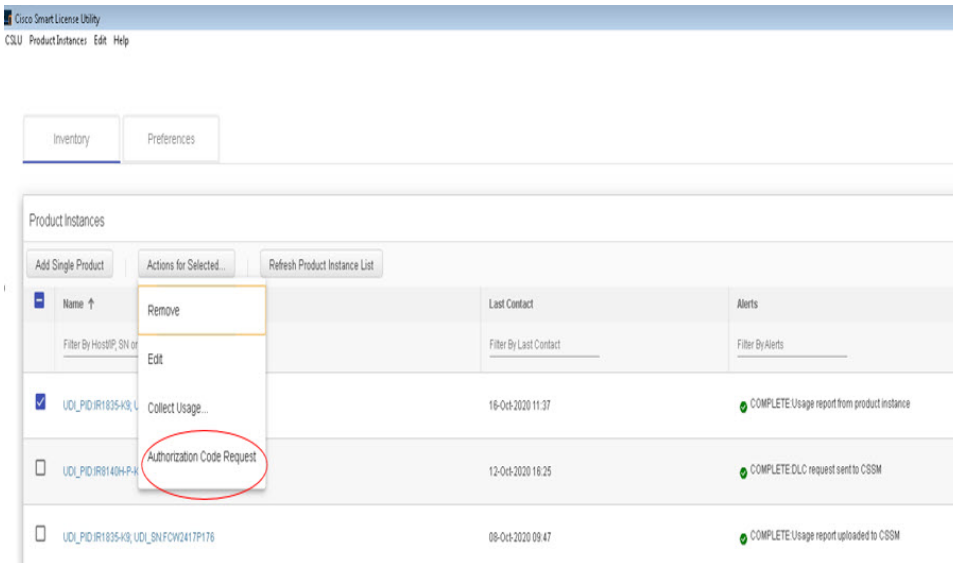 Cisco Smart License Utility
CSLU Product Instances Edit Help
Inventory Preferences
Product Instances
Add Single Product Actions for Selected... Refresh Product Instance List
Name ↑ Last Contact Alerts
Remove
Filter By Host/IP, SN or Filter By Last Contact Filter By Alerts
Edit
UDI_PID:IR1835-K9; U Collect Usage... 16-Oct-2020 11:37 COMPLETE:Usage report from product instance
Authorization Code Request
UDI_PID:IR8140H-P-K 12-Oct-2020 16:25 COMPLETE:DLC request sent to CSSM
UDI_PID:IR1835-K9; UDI_SN:FCW2417P176 08-Oct-2020 09:47 COMPLETE:Usage report uploaded to CSSM